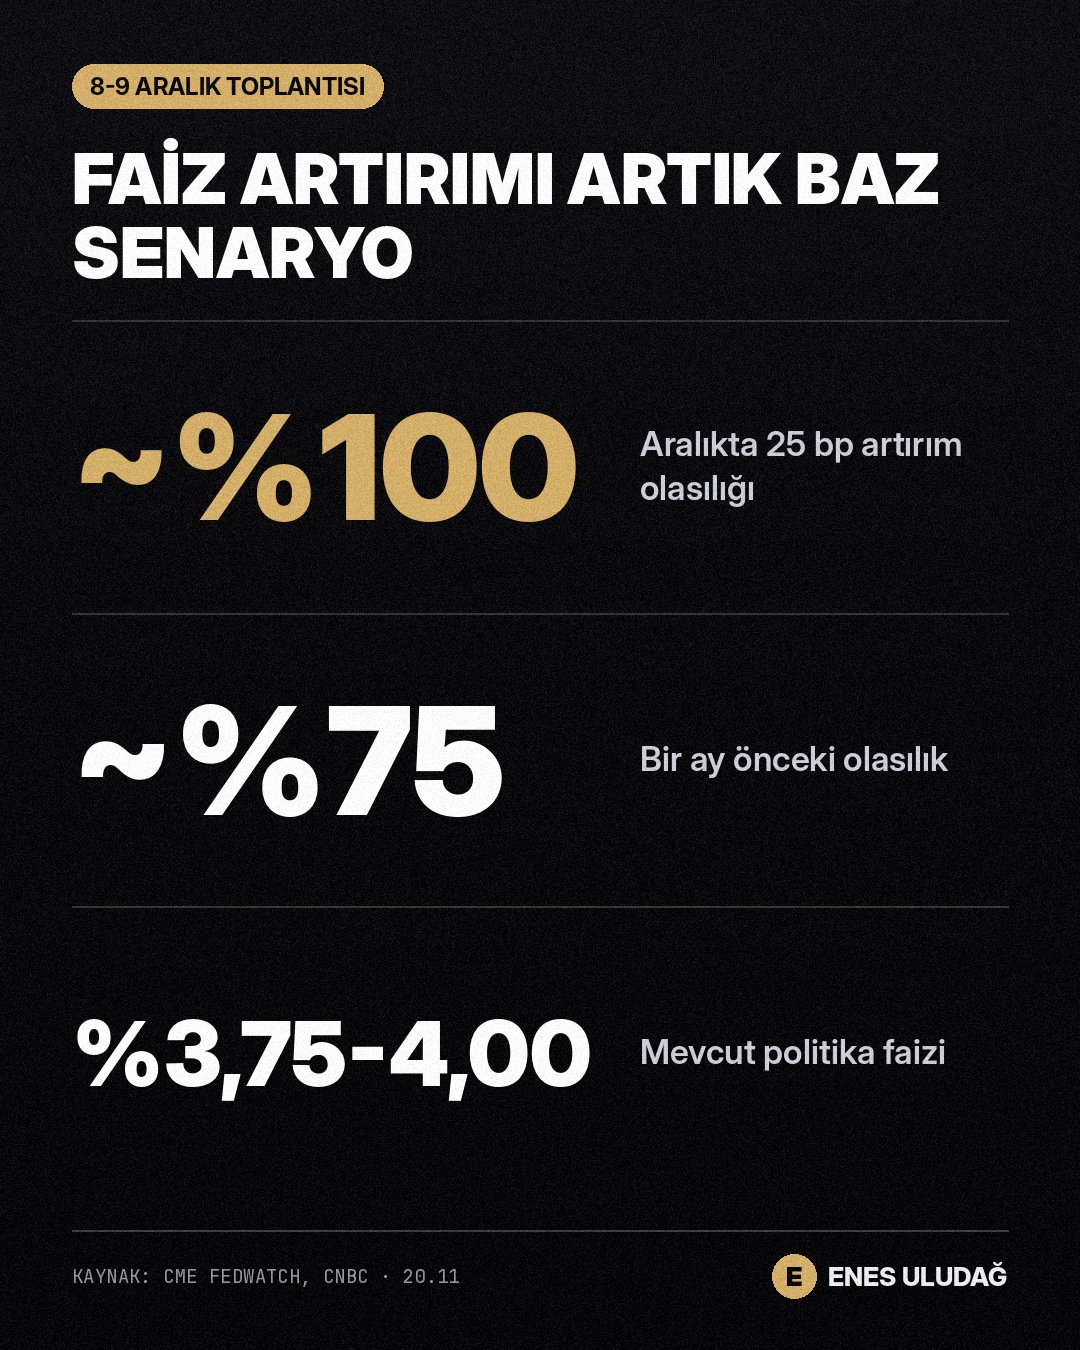 8-9 ARALIK TOPLANTISI
FAİZ ARTIRIMI ARTIK BAZ
SENARYO
~%100
Aralıkta 25 bp artırım
olasılığı
~%75
Bir ay önceki olasılık
%3,75-4,00
Mevcut politika faizi
KAYNAK: CME FEDWATCH, CNBC · 20.11
E ENES ULUDAĞ